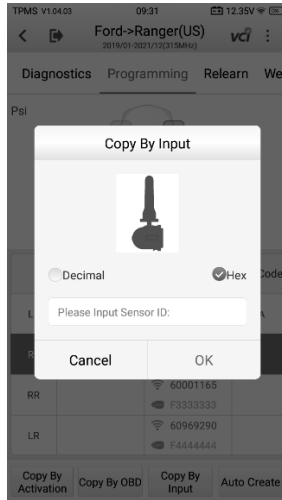 TPMS V1.04.03 09:31 12.35V
Ford->Ranger(US)
2019/01-2021/12(315MHz)
VCI
Diagnostics Programming Relearn We
Psi
Copy By Input
Decimal Hex
Code
Please Input Sensor ID:
L A
R
Cancel OK
60001165
RR
F3333333
60969290
LR
F4444444
Copy By Activation Copy By OBD Copy By Input Auto Create